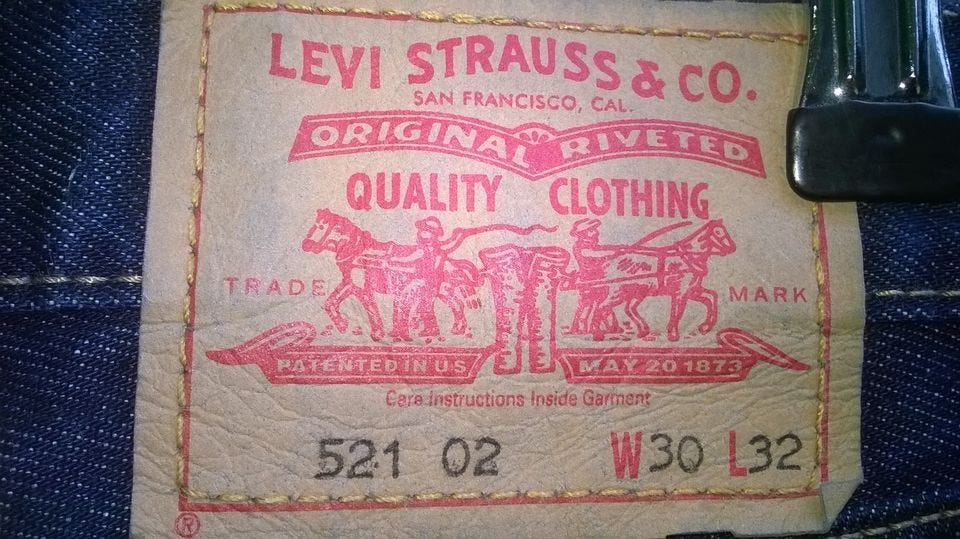 LEVI STRAUSS & CO.
SAN FRANCISCO, CAL.
ORIGINAL RIVETED
QUALITY CLOTHING
TRADE MARK
PATENTED IN U.S. MAY 20 1873
Care Instructions Inside Garment
521 02 W30 L32
®